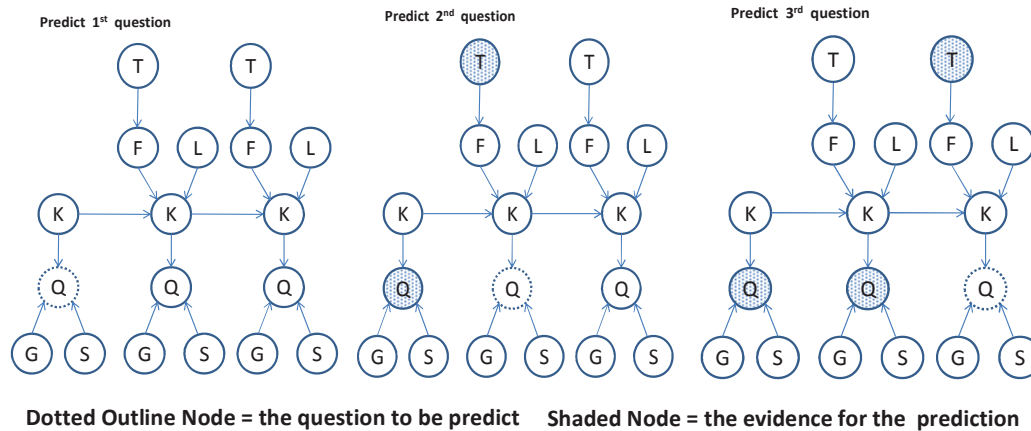 Predict 1st question
Predict 2nd question
Predict 3rd question
T T T T T T
F L F L F L F L F L F L
K K K K K K K K K
Q Q Q Q Q Q Q Q Q
G S G S G S G S G S G S G S G S G S
Dotted Outline Node = the question to be predict Shaded Node = the evidence for the prediction